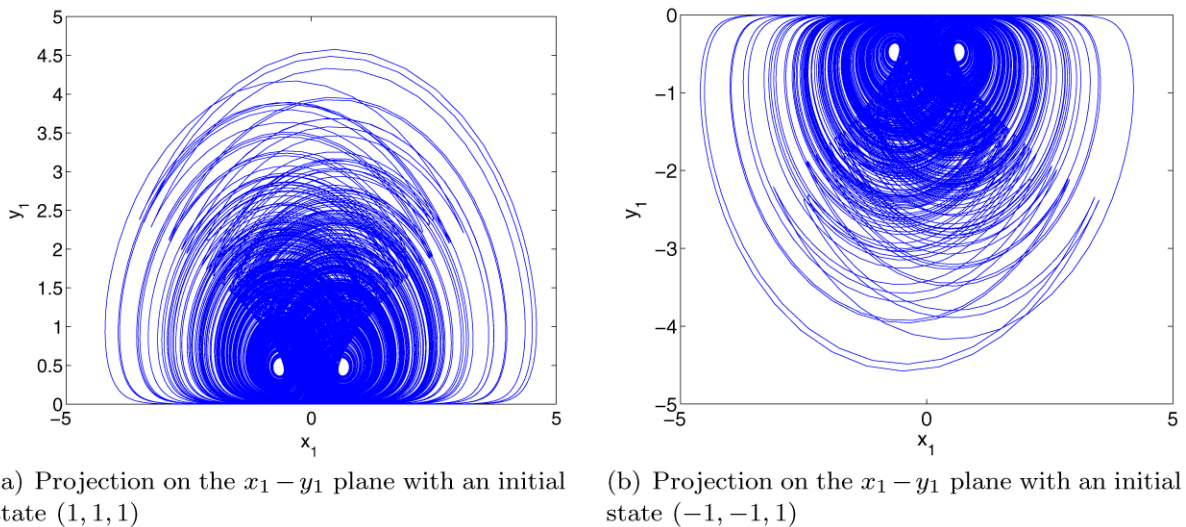 5
4.5
4
3.5
3
2.5
2
1.5
1
0.5
0
y1
−5
0
5
x1
0
−1
−2
−3
−4
−5
y1
−5
0
5
x1
a) Projection on the x1 − y1 plane with an initial
tate (1, 1, 1)
(b) Projection on the x1 − y1 plane with an initial
state (−1, −1, 1)